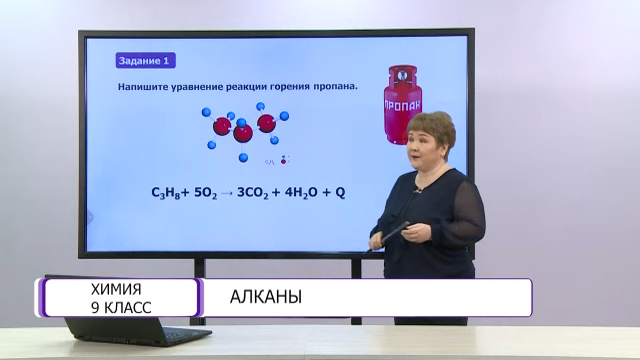 Задание 1
Напишите уравнение реакции горения пропана.
ПРОПАН
C₃H₈+ 5O₂ → 3CO₂ + 4H₂O + Q
ХИМИЯ
9 КЛАСС
АЛКАНЫ